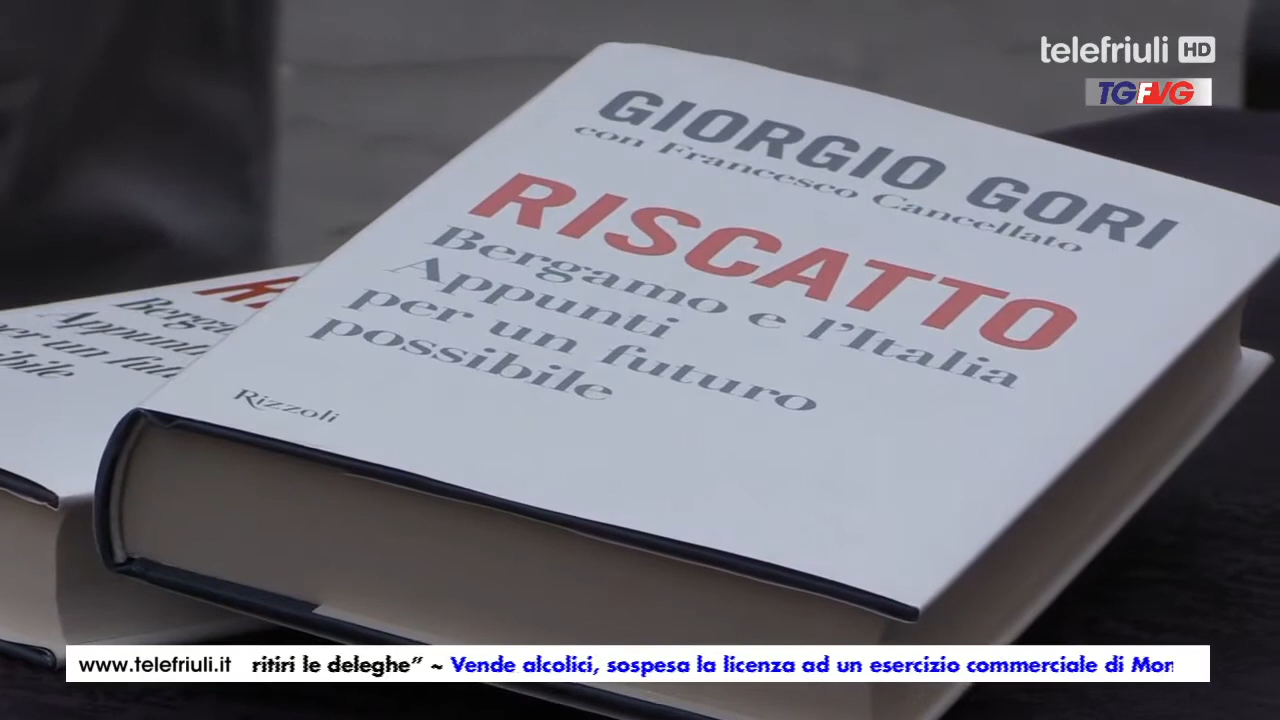 telefriuli HD
TGFVG
GIORGIO GORI
con Francesco Cancellato
RISCATTO
Bergamo e l'Italia
Appunti
per un futuro
possibile
Rizzoli
Appunti
www.telefriuli.it ritiri le deleghe" ~ Vende alcolici, sospesa la licenza ad un esercizio commerciale di